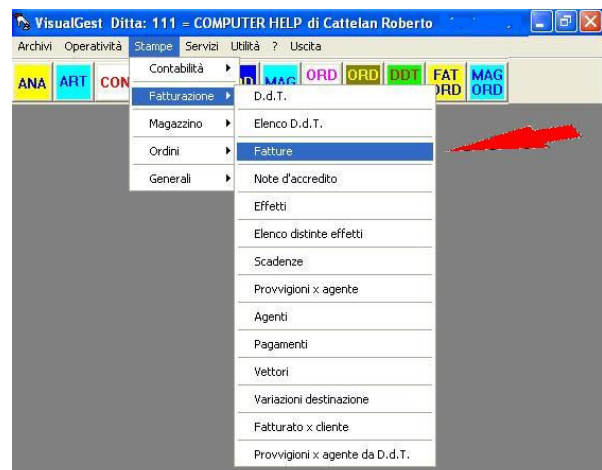 VisualGest Ditta: 111 = COMPUTER HELP di Cattelan Roberto
Archivi Operatività Stampe Servizi Utilità ? Uscita
ANA ART CON MAG ORD ORD DDT FAT ORD MAG ORD
Contabilità
Fatturazione
Magazzino
Ordini
Generali
D.d.T.
Elenco D.d.T.
Fatture
Note d'accredito
Effetti
Elenco distinte effetti
Scadenze
Provvigioni x agente
Agenti
Pagamenti
Vettori
Variazioni destinazione
Fatturato x cliente
Provvigioni x agente da D.d.T.